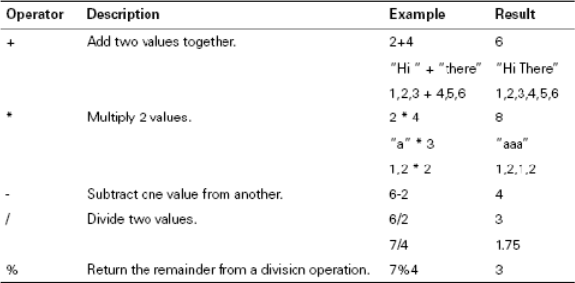 Operator Description Example Result
+ Add two values together. 2+4 6
"Hi " + "there" "Hi There"
1,2,3 + 4,5,6 1,2,3,4,5,6
* Multiply 2 values. 2 * 4 8
"a" * 3 "aaa"
1,2 * 2 1,2,1,2
- Subtract one value from another. 6-2 4
/ Divide two values. 6/2 3
7/4 1.75
% Return the remainder from a division operation. 7%4 3